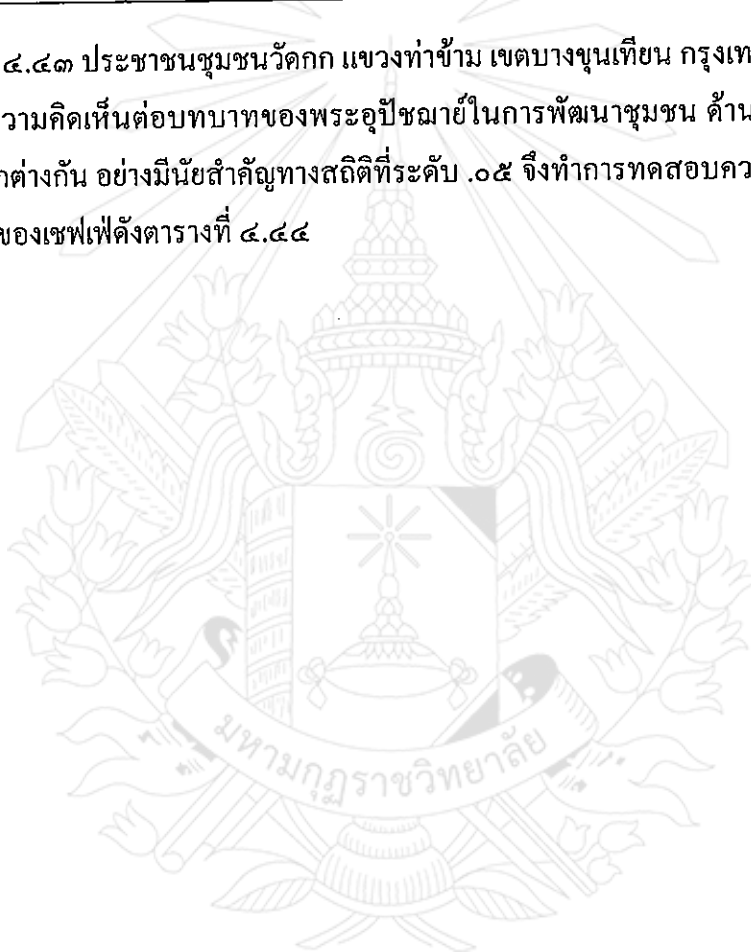 ๔.๔๓ ประชาชนชุมชนวัดกก แขวงท่าข้าม เขตบางขุนเทียน กรุงเทพ
วามคิดเห็นต่อบทบาทของพระอุปัชฌาย์ในการพัฒนาชุมชน ด้าน
กต่างกัน อย่างมีนัยสำคัญทางสถิติที่ระดับ .๐๕ จึงทำการทดสอบคว
ของเชฟเฟ่ดังตารางที่ ๔.๔๔
มหามกุฏราชวิทยาลัย